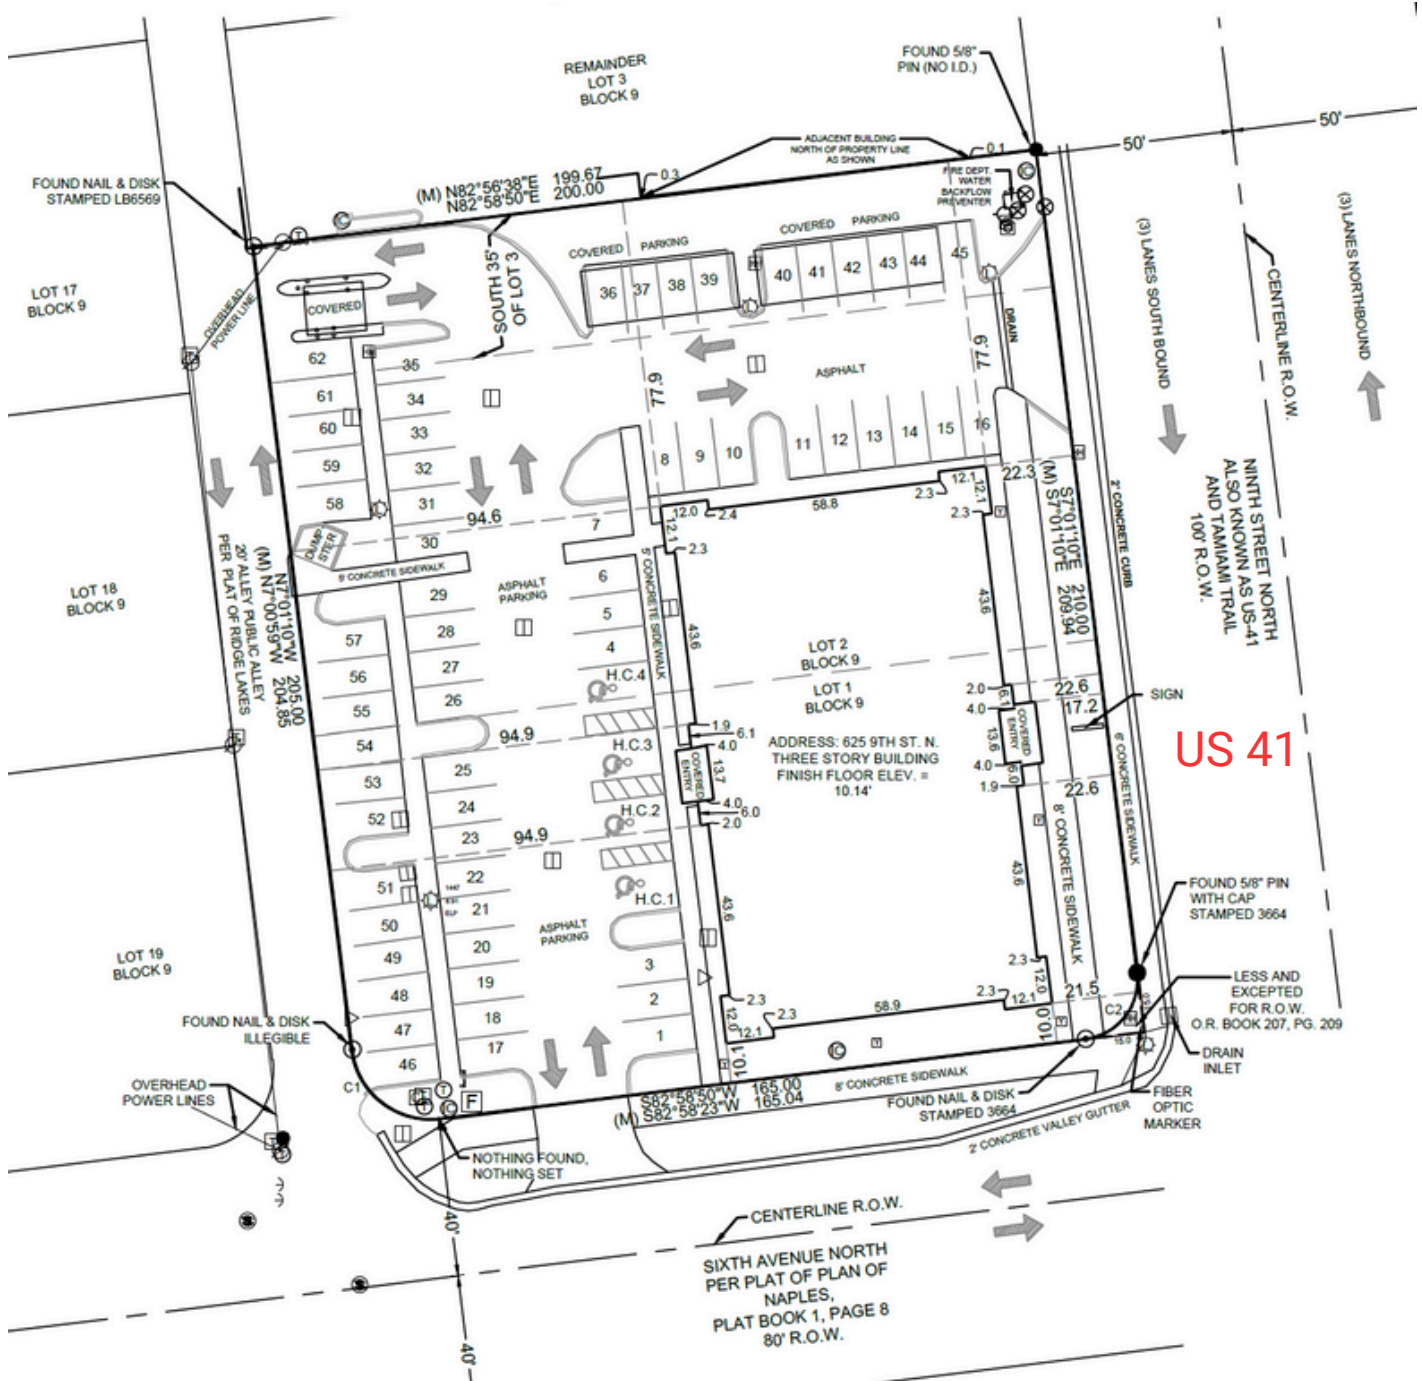 REMAINDER
LOT 3
BLOCK 9
FOUND 5/8"
PIN (NO I.D.)
50'
50'
ADJACENT BUILDING
NORTH OF PROPERTY LINE
AS SHOWN
0.1
0.3
FOUND NAIL & DISK
STAMPED LB6569
(M) N82°56'38"E 199.67
N82°58'50"E 200.00
FIRE DEPT.
WATER
BACKFLOW
PREVENTER
COVERED PARKING
COVERED PARKING
36
37
38
39
40
41
42
43
44
45
SOUTH 35'
OF LOT 3
COVERED
OVERHEAD
POWER LINE
LOT 17
BLOCK 9
(3) LANES SOUTH BOUND
(3) LANES NORTHBOUND
CENTERLINE R.O.W.
DRAIN
77.9
77.9
ASPHALT
62
61
60
59
58
35
34
33
32
31
30
8
9
10
11
12
13
14
15
16
94.6
7
DUMP
STER
5' CONCRETE SIDEWALK
ASPHALT
PARKING
5' CONCRETE SIDEWALK
12.0
2.4
58.8
2.3
12.1
12.1
2.3
12.1
2.3
22.3
S7°01'10"E 210.00
(M) S7°01'10"E 209.94
2' CONCRETE CURB
NINTH STREET NORTH
ALSO KNOWN AS US-41
AND TAMIAMI TRAIL
100' R.O.W.
N7°01'10"W 205.00
(M) N7°00'59"W 204.85
20' ALLEY PUBLIC ALLEY
PER PLAT OF RIDGE LAKES
LOT 18
BLOCK 9
29
28
27
26
6
5
4
57
56
55
54
53
52
43.6
43.6
LOT 2
BLOCK 9
LOT 1
BLOCK 9
ADDRESS: 625 9TH ST. N.
THREE STORY BUILDING
FINISH FLOOR ELEV. =
10.14'
H.C.4
H.C.3
H.C.2
H.C.1
94.9
94.9
1.9
6.1
4.0
COVERED
ENTRY
13.7
4.0
6.0
2.0
2.0
6.1
4.0
13.6
COVERED
ENTRY
4.0
6.0
1.9
22.6
17.2
22.6
SIGN
US 41
6' CONCRETE SIDEWALK
8' CONCRETE SIDEWALK
25
24
23
22
21
20
19
18
17
51
50
49
48
47
46
ASPHALT
PARKING
3
2
1
43.6
43.6
FOUND 5/8" PIN
WITH CAP
STAMPED 3664
LOT 19
BLOCK 9
2.3
12.0
12.1
2.3
58.9
2.3
12.1
2.3
12.0
21.5
10.0
10.1
C2
15.0
LESS AND
EXCEPTED
FOR R.O.W.
O.R. BOOK 207, PG. 209
DRAIN
INLET
FIBER
OPTIC
MARKER
FOUND NAIL & DISK
ILLEGIBLE
C1
OVERHEAD
POWER LINES
F
S82°58'50"W 165.00
(M) S82°58'23"W 165.04
8' CONCRETE SIDEWALK
FOUND NAIL & DISK
STAMPED 3664
2' CONCRETE VALLEY GUTTER
NOTHING FOUND,
NOTHING SET
40'
40'
CENTERLINE R.O.W.
SIXTH AVENUE NORTH
PER PLAT OF PLAN OF
NAPLES,
PLAT BOOK 1, PAGE 8
80' R.O.W.